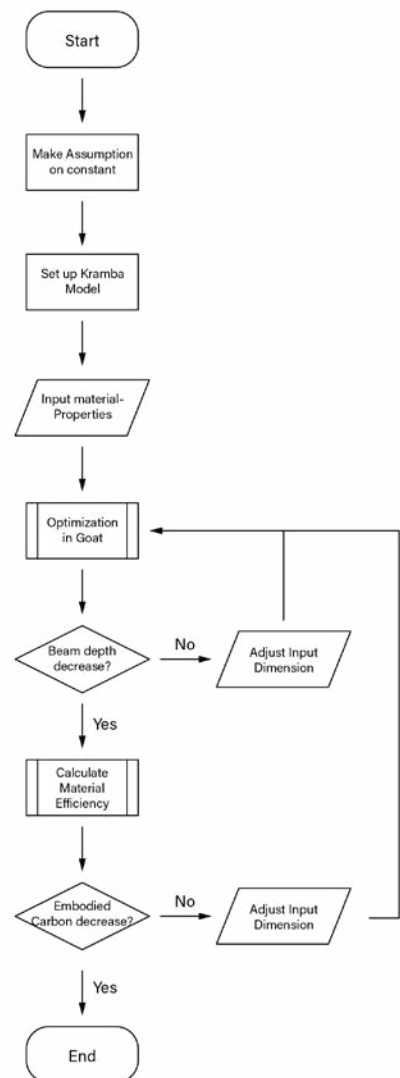 Start
Make Assumption
on constant
Set up Kramba
Model
Input material-
Properties
Optimization
in Goat
Beam depth
decrease?
No
Adjust Input
Dimension
Yes
Calculate
Material
Efficiency
Embodied
Carbon decrease?
No
Adjust Input
Dimension
Yes
End